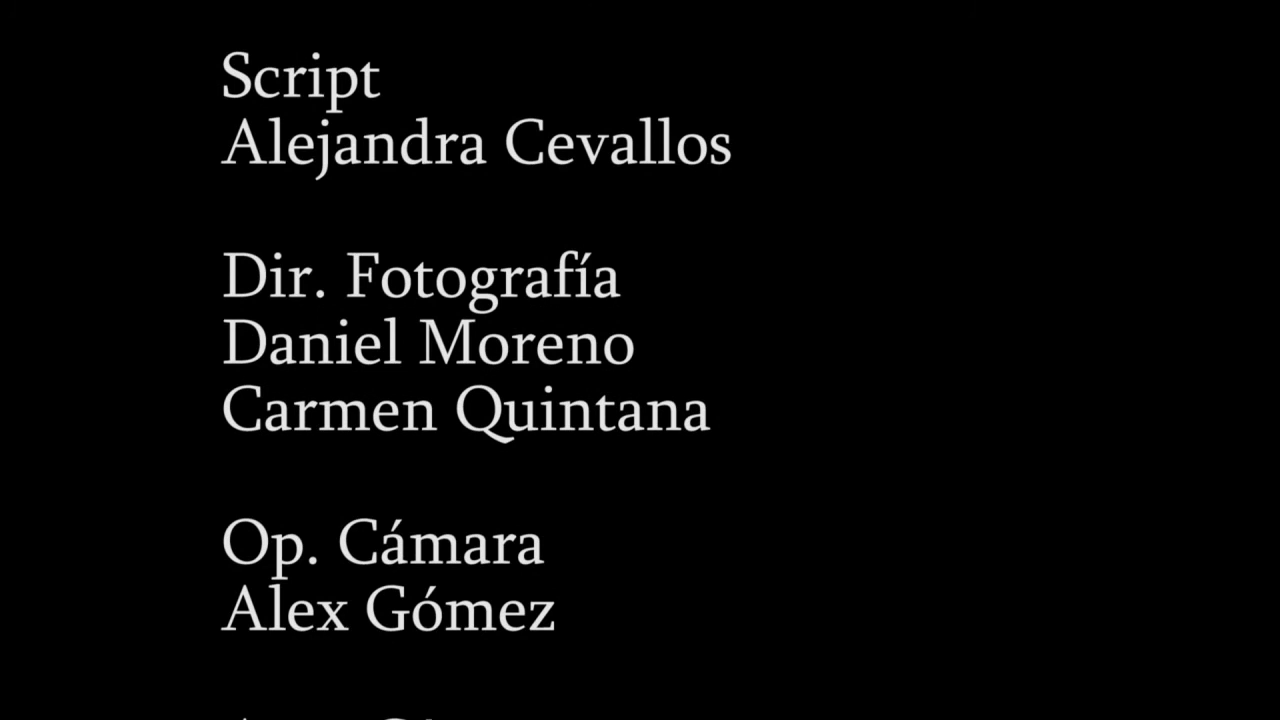 Script
Alejandra Cevallos
Dir. Fotografía
Daniel Moreno
Carmen Quintana
Op. Cámara
Alex Gómez